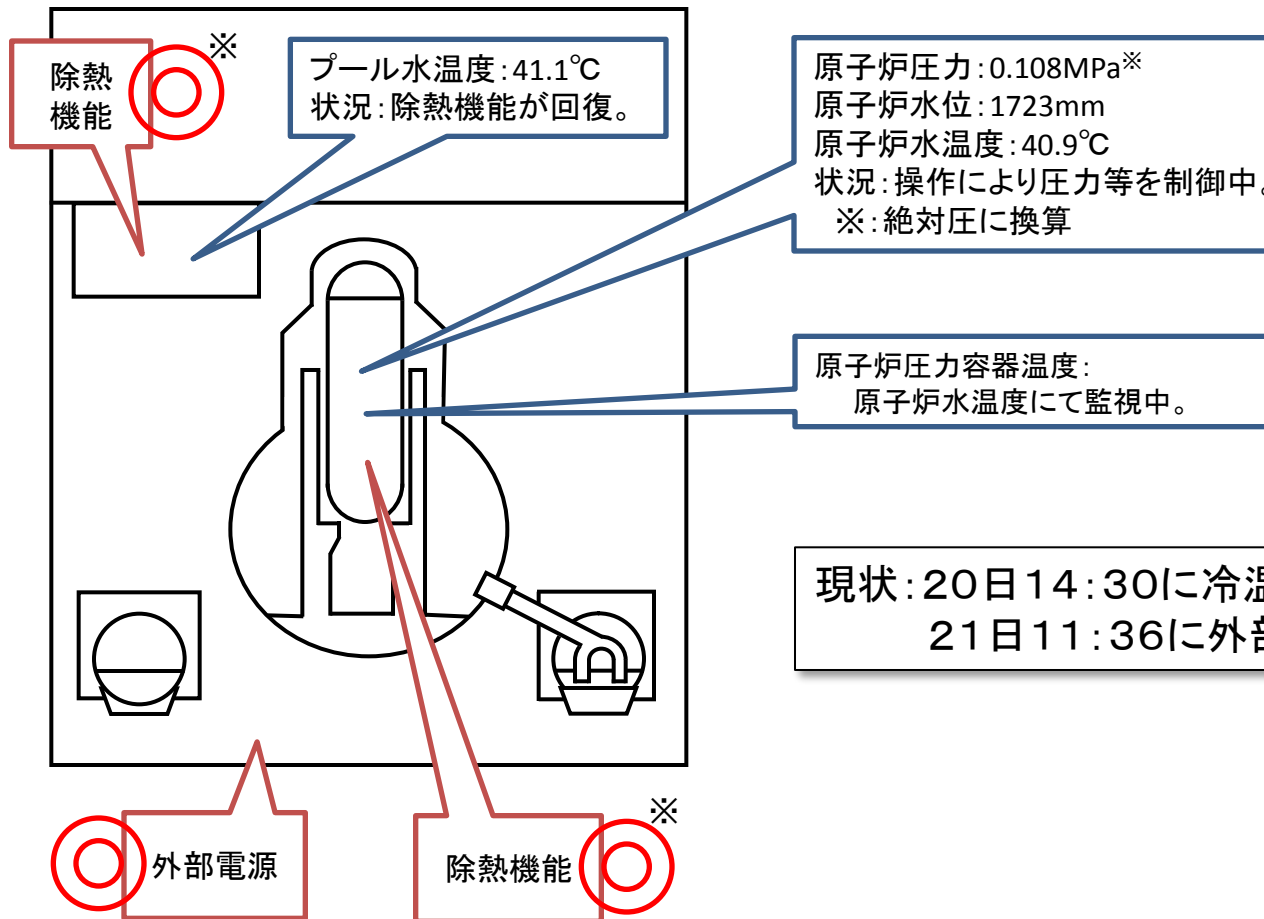 除熱
機能
※
プール水温度:41.1℃
状況:除熱機能が回復。
原子炉圧力:0.108MPa※
原子炉水位:1723mm
原子炉水温度:40.9℃
状況:操作により圧力等を制御中。
※:絶対圧に換算
原子炉圧力容器温度:
原子炉水温度にて監視中。
現状:20日14:30に冷温
21日11:36に外部
外部電源
除熱機能
※